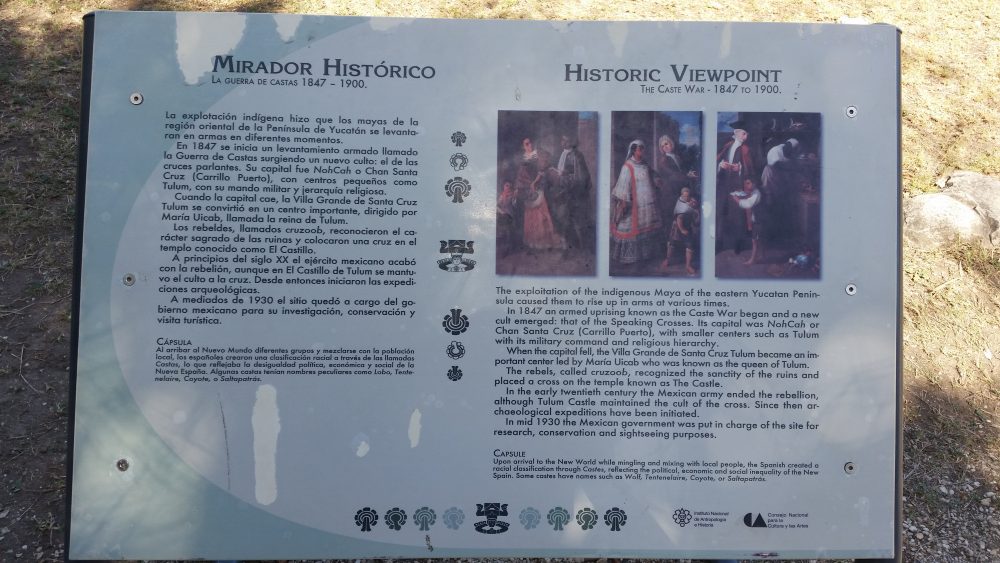 MIRADOR HISTÓRICO
LA GUERRA DE CASTAS 1847 – 1900.
La explotación indígena hizo que los mayas de la
región oriental de la Península de Yucatán se levanta-
ran en armas en diferentes momentos.
En 1847 se inicia un levantamiento armado llamado
la Guerra de Castas surgiendo un nuevo culto: el de las
cruces parlantes. Su capital fue NohCah o Chan Santa
Cruz (Carrillo Puerto), con centros pequeños como
Tulum, con su mando militar y jerarquía religiosa.
Cuando la capital cae, la Villa Grande de Santa Cruz
Tulum se convirtió en un centro importante, dirigido por
María Uicab, llamada la reina de Tulum.
Los rebeldes, llamados cruzoob, reconocieron el ca-
rácter sagrado de las ruinas y colocaron una cruz en el
templo conocido como El Castillo.
A principios del siglo XX el ejército mexicano acabó
con la rebelión, aunque en El Castillo de Tulum se mantu-
vo el culto a la cruz. Desde entonces iniciaron las expedi-
ciones arqueológicas.
A mediados de 1930 el sitio quedó a cargo del go-
bierno mexicano para su investigación, conservación y
visita turística.
CÁPSULA
Al arribar al Nuevo Mundo diferentes grupos y mezclarse con la población
local, los españoles crearon una clasificación racial a través de las llamadas
Castas, lo que reflejaba la desigualdad política, económica y social de la
Nueva España. Algunas castas tenían nombres peculiares como Lobo, Tente-
nelaire, Coyote, o Saltapatrás.
HISTORIC VIEWPOINT
THE CASTE WAR - 1847 TO 1900.
The exploitation of the indigenous Maya of the eastern Yucatan Penin-
sula caused them to rise up in arms at various times.
In 1847 an armed uprising known as the Caste War began and a new
cult emerged: that of the Speaking Crosses. Its capital was NohCah or
Chan Santa Cruz (Carrillo Puerto), with smaller centers such as Tulum
with its military command and religious hierarchy.
When the capital fell, the Villa Grande de Santa Cruz Tulum became an im-
portant center led by María Uicab who was known as the queen of Tulum.
The rebels, called cruzoob, recognized the sanctity of the ruins and
placed a cross on the temple known as The Castle.
In the early twentieth century the Mexican army ended the rebellion,
although Tulum Castle maintained the cult of the cross. Since then ar-
chaeological expeditions have been initiated.
In mid 1930 the Mexican government was put in charge of the site for
research, conservation and sightseeing purposes.
CAPSULE
Upon arrival to the New World while mingling and mixing with local people, the Spanish created a
racial classification through Castes, reflecting the political, economic and social inequality of the New
Spain. Some castes have names such as Wolf, Tentenelaire, Coyote, or Saltapatrás.
Instituto Nacional
de Antropología
e Historia
CA
Consejo Nacional
para la
Cultura y las Artes